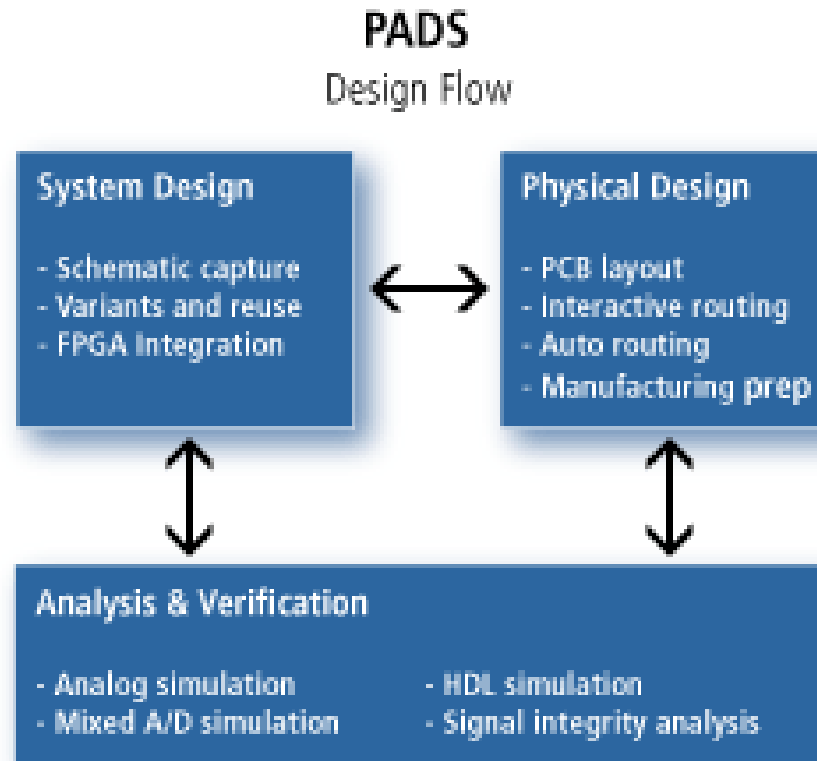 PADS
Design Flow
System Design
- Schematic capture
- Variants and reuse
- FPGA Integration
Physical Design
- PCB layout
- Interactive routing
- Auto routing
- Manufacturing prep
Analysis & Verification
- Analog simulation
- Mixed A/D simulation
- HDL simulation
- Signal integrity analysis